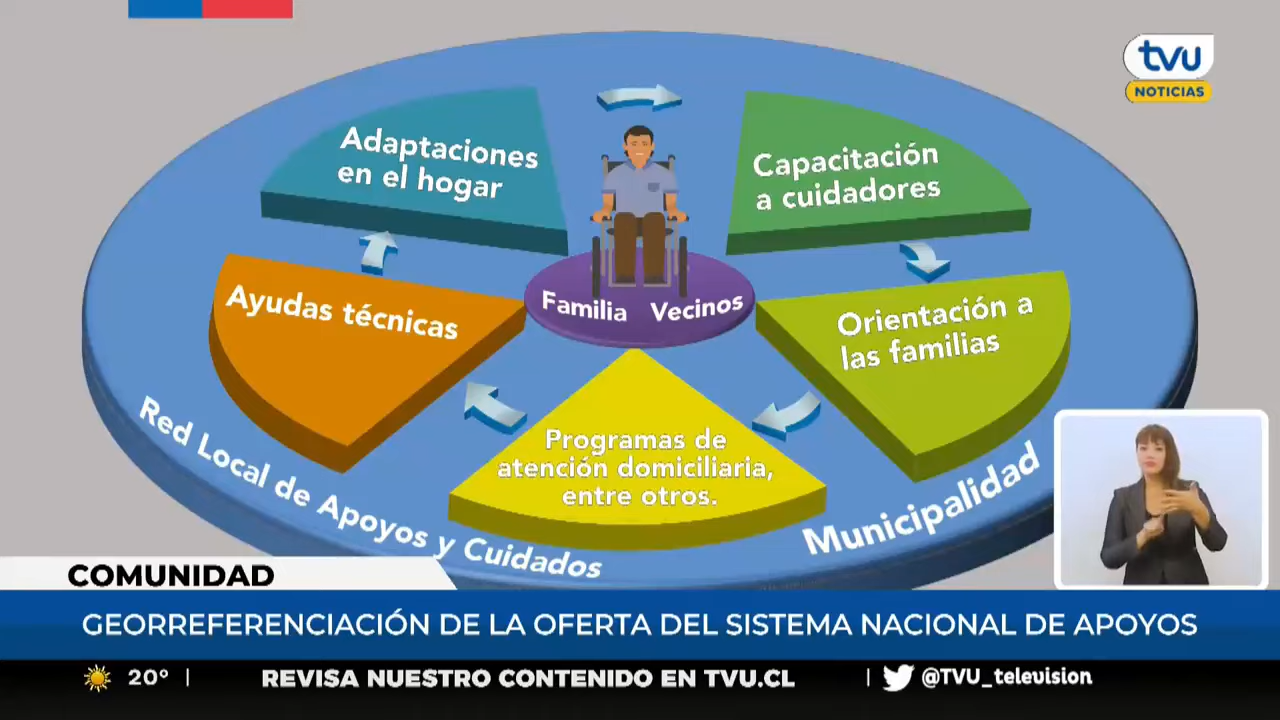 tvu
NOTICIAS
Adaptaciones
en el hogar
Capacitación
a cuidadores
Ayudas técnicas
Familia Vecinos
Orientación a
las familias
Programas de
atención domiciliaria,
entre otros.
Red Local de Apoyos y Cuidados
Municipalidad
COMUNIDAD
GEORREFERENCIACIÓN DE LA OFERTA DEL SISTEMA NACIONAL DE APOYOS
20° | REVISA NUESTRO CONTENIDO EN TVU.CL | @TVU_television